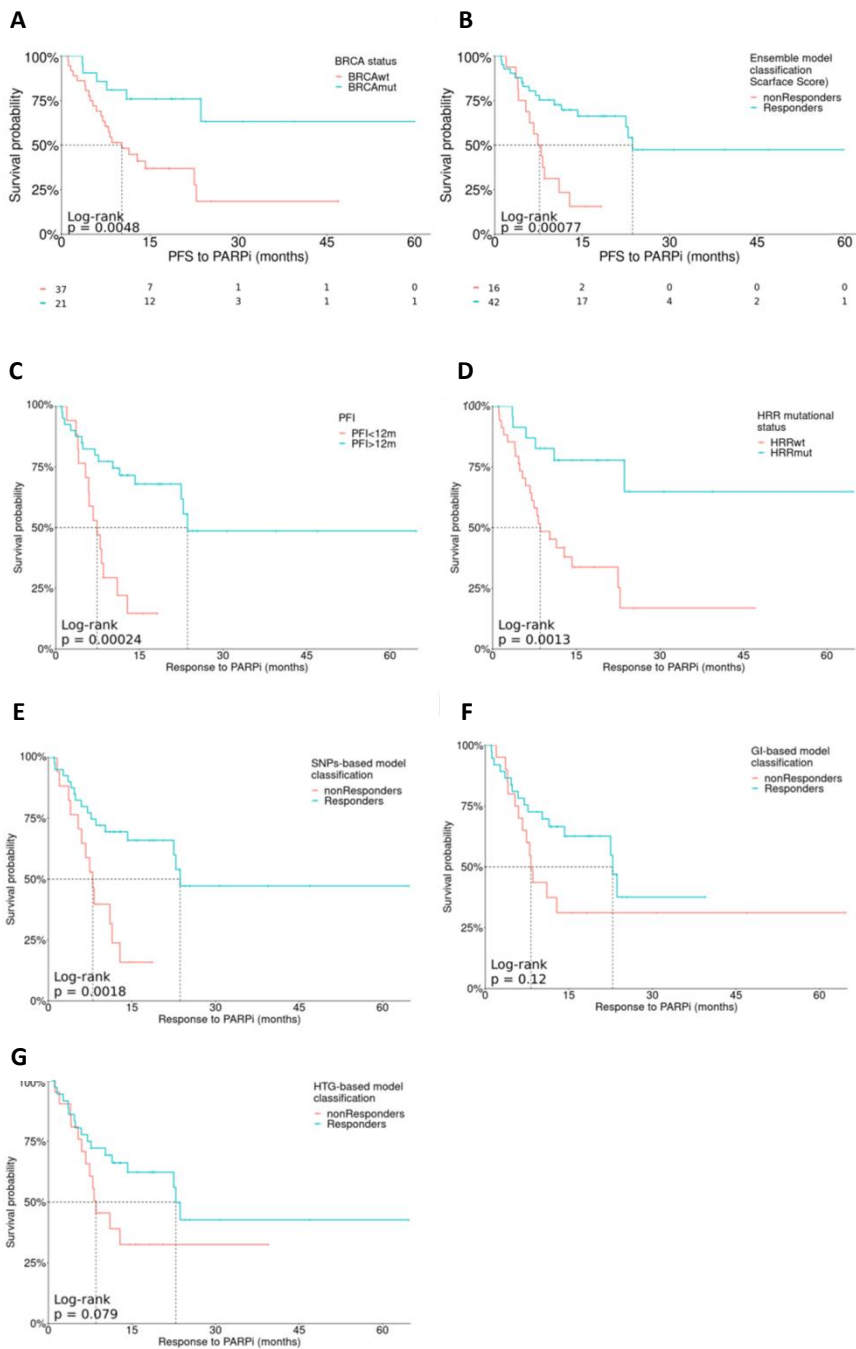 A
BRCA status
BRCAwt
BRCAmut
100%
75%
50%
25%
0%
Survival probability
Log-rank
p = 0.0048
0 15 30 45 60
PFS to PARPi (months)
37 7 1 1 0
21 12 3 1 1
B
Ensemble model
classification
Scarface Score)
nonResponders
Responders
100%
75%
50%
25%
0%
Survival probability
Log-rank
p = 0.00077
0 15 30 45 60
PFS to PARPi (months)
16 2 0 0 0
42 17 4 2 1
C
PFI
PFI<12m
PFI>12m
100%
75%
50%
25%
0%
Survival probability
Log-rank
p = 0.00024
0 15 30 45 60
Response to PARPi (months)
D
HRR mutational
status
HRRwt
HRRmut
100%
75%
50%
25%
0%
Survival probability
Log-rank
p = 0.0013
0 15 30 45 60
Response to PARPi (months)
E
SNPs-based model
classification
nonResponders
Responders
100%
75%
50%
25%
0%
Survival probability
Log-rank
p = 0.0018
0 15 30 45 60
Response to PARPi (months)
F
GI-based model
classification
nonResponders
Responders
100%
75%
50%
25%
0%
Survival probability
Log-rank
p = 0.12
0 15 30 45 60
Response to PARPi (months)
G
HTG-based model
classification
nonResponders
Responders
100%
75%
50%
25%
0%
Survival probability
Log-rank
p = 0.079
0 15 30 45 60
Response to PARPi (months)